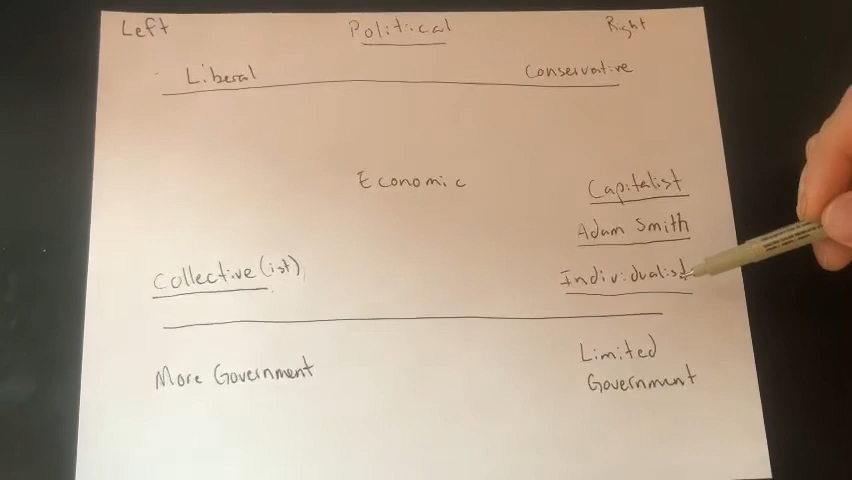 Left Political Right
Liberal Conservative
Economic Capitalist
Adam Smith
Collective(ist) Individualist
More Government Limited
Government